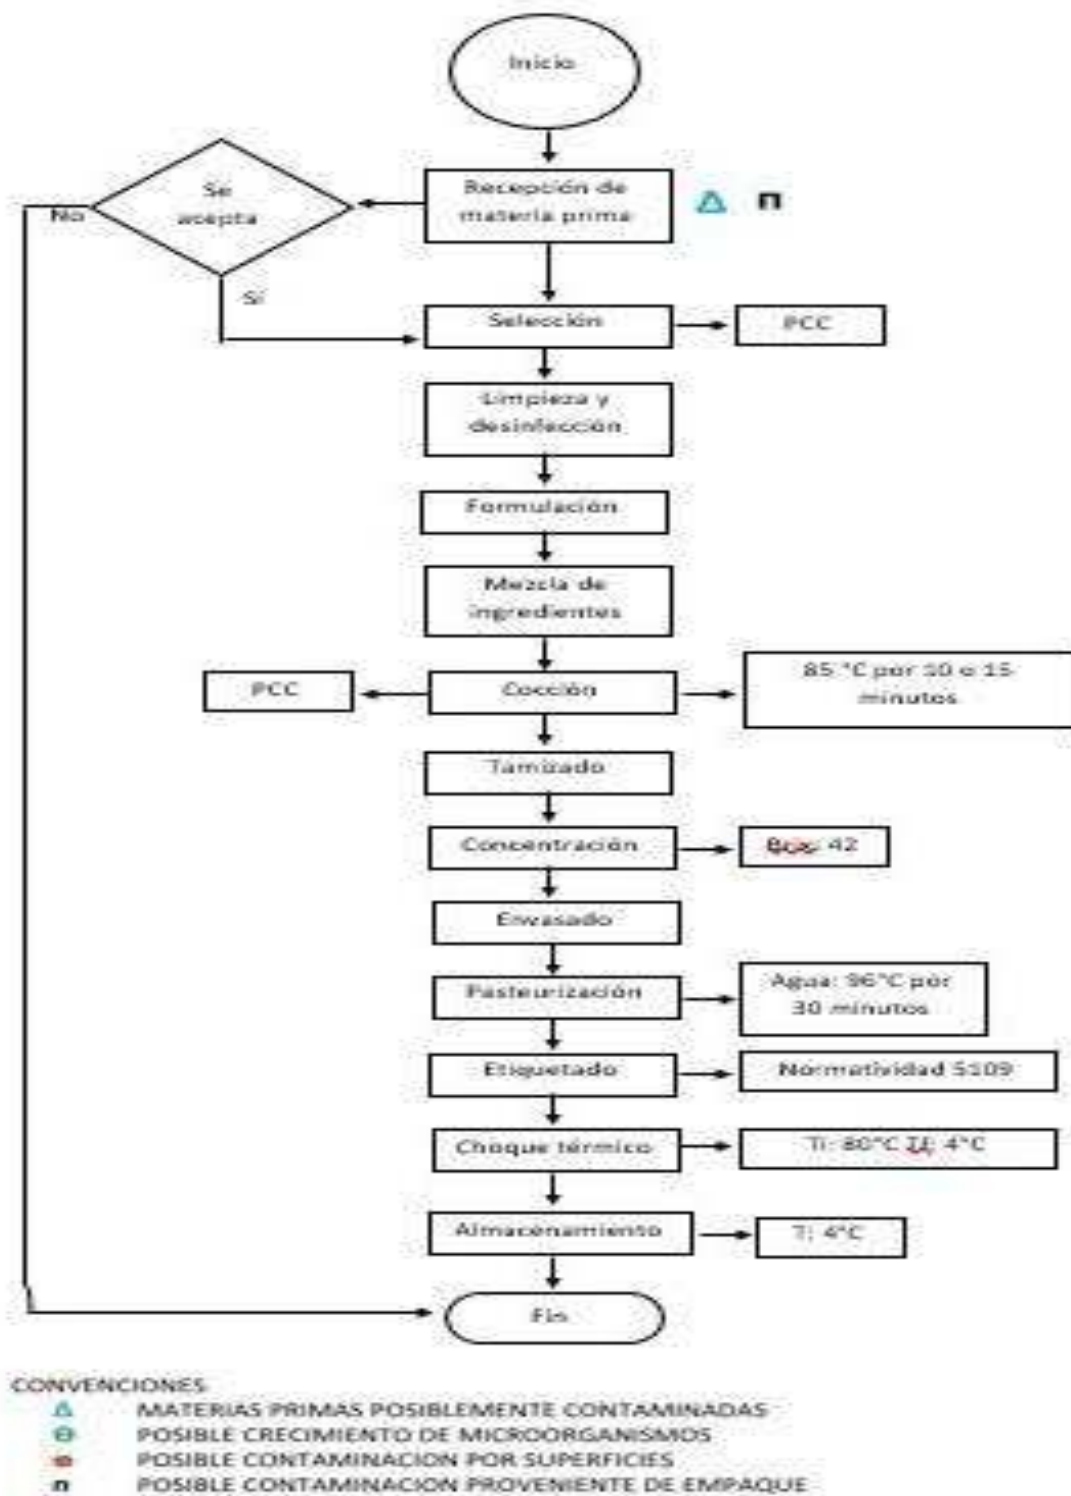 Inicio
Recepción de
materia prima
п
Se
acepta
No
Sí
Selección
PCC
Limpieza y
desinfección
Formulación
Mezcla de
ingredientes
Cocción
PCC
85 °C por 10 o 15
minutos
Tamizado
Concentración
Brix: 42
Envasado
Pasteurización
Agua: 96°C por
30 minutos
Etiquetado
Normatividad 5109
Choque térmico
Ti: 80°C Tf: 4°C
Almacenamiento
T: 4°C
Fin
CONVENCIONES
MATERIAS PRIMAS POSIBLEMENTE CONTAMINADAS
POSIBLE CRECIMIENTO DE MICROORGANISMOS
POSIBLE CONTAMINACION POR SUPERFICIES
п POSIBLE CONTAMINACION PROVENIENTE DE EMPAQUE